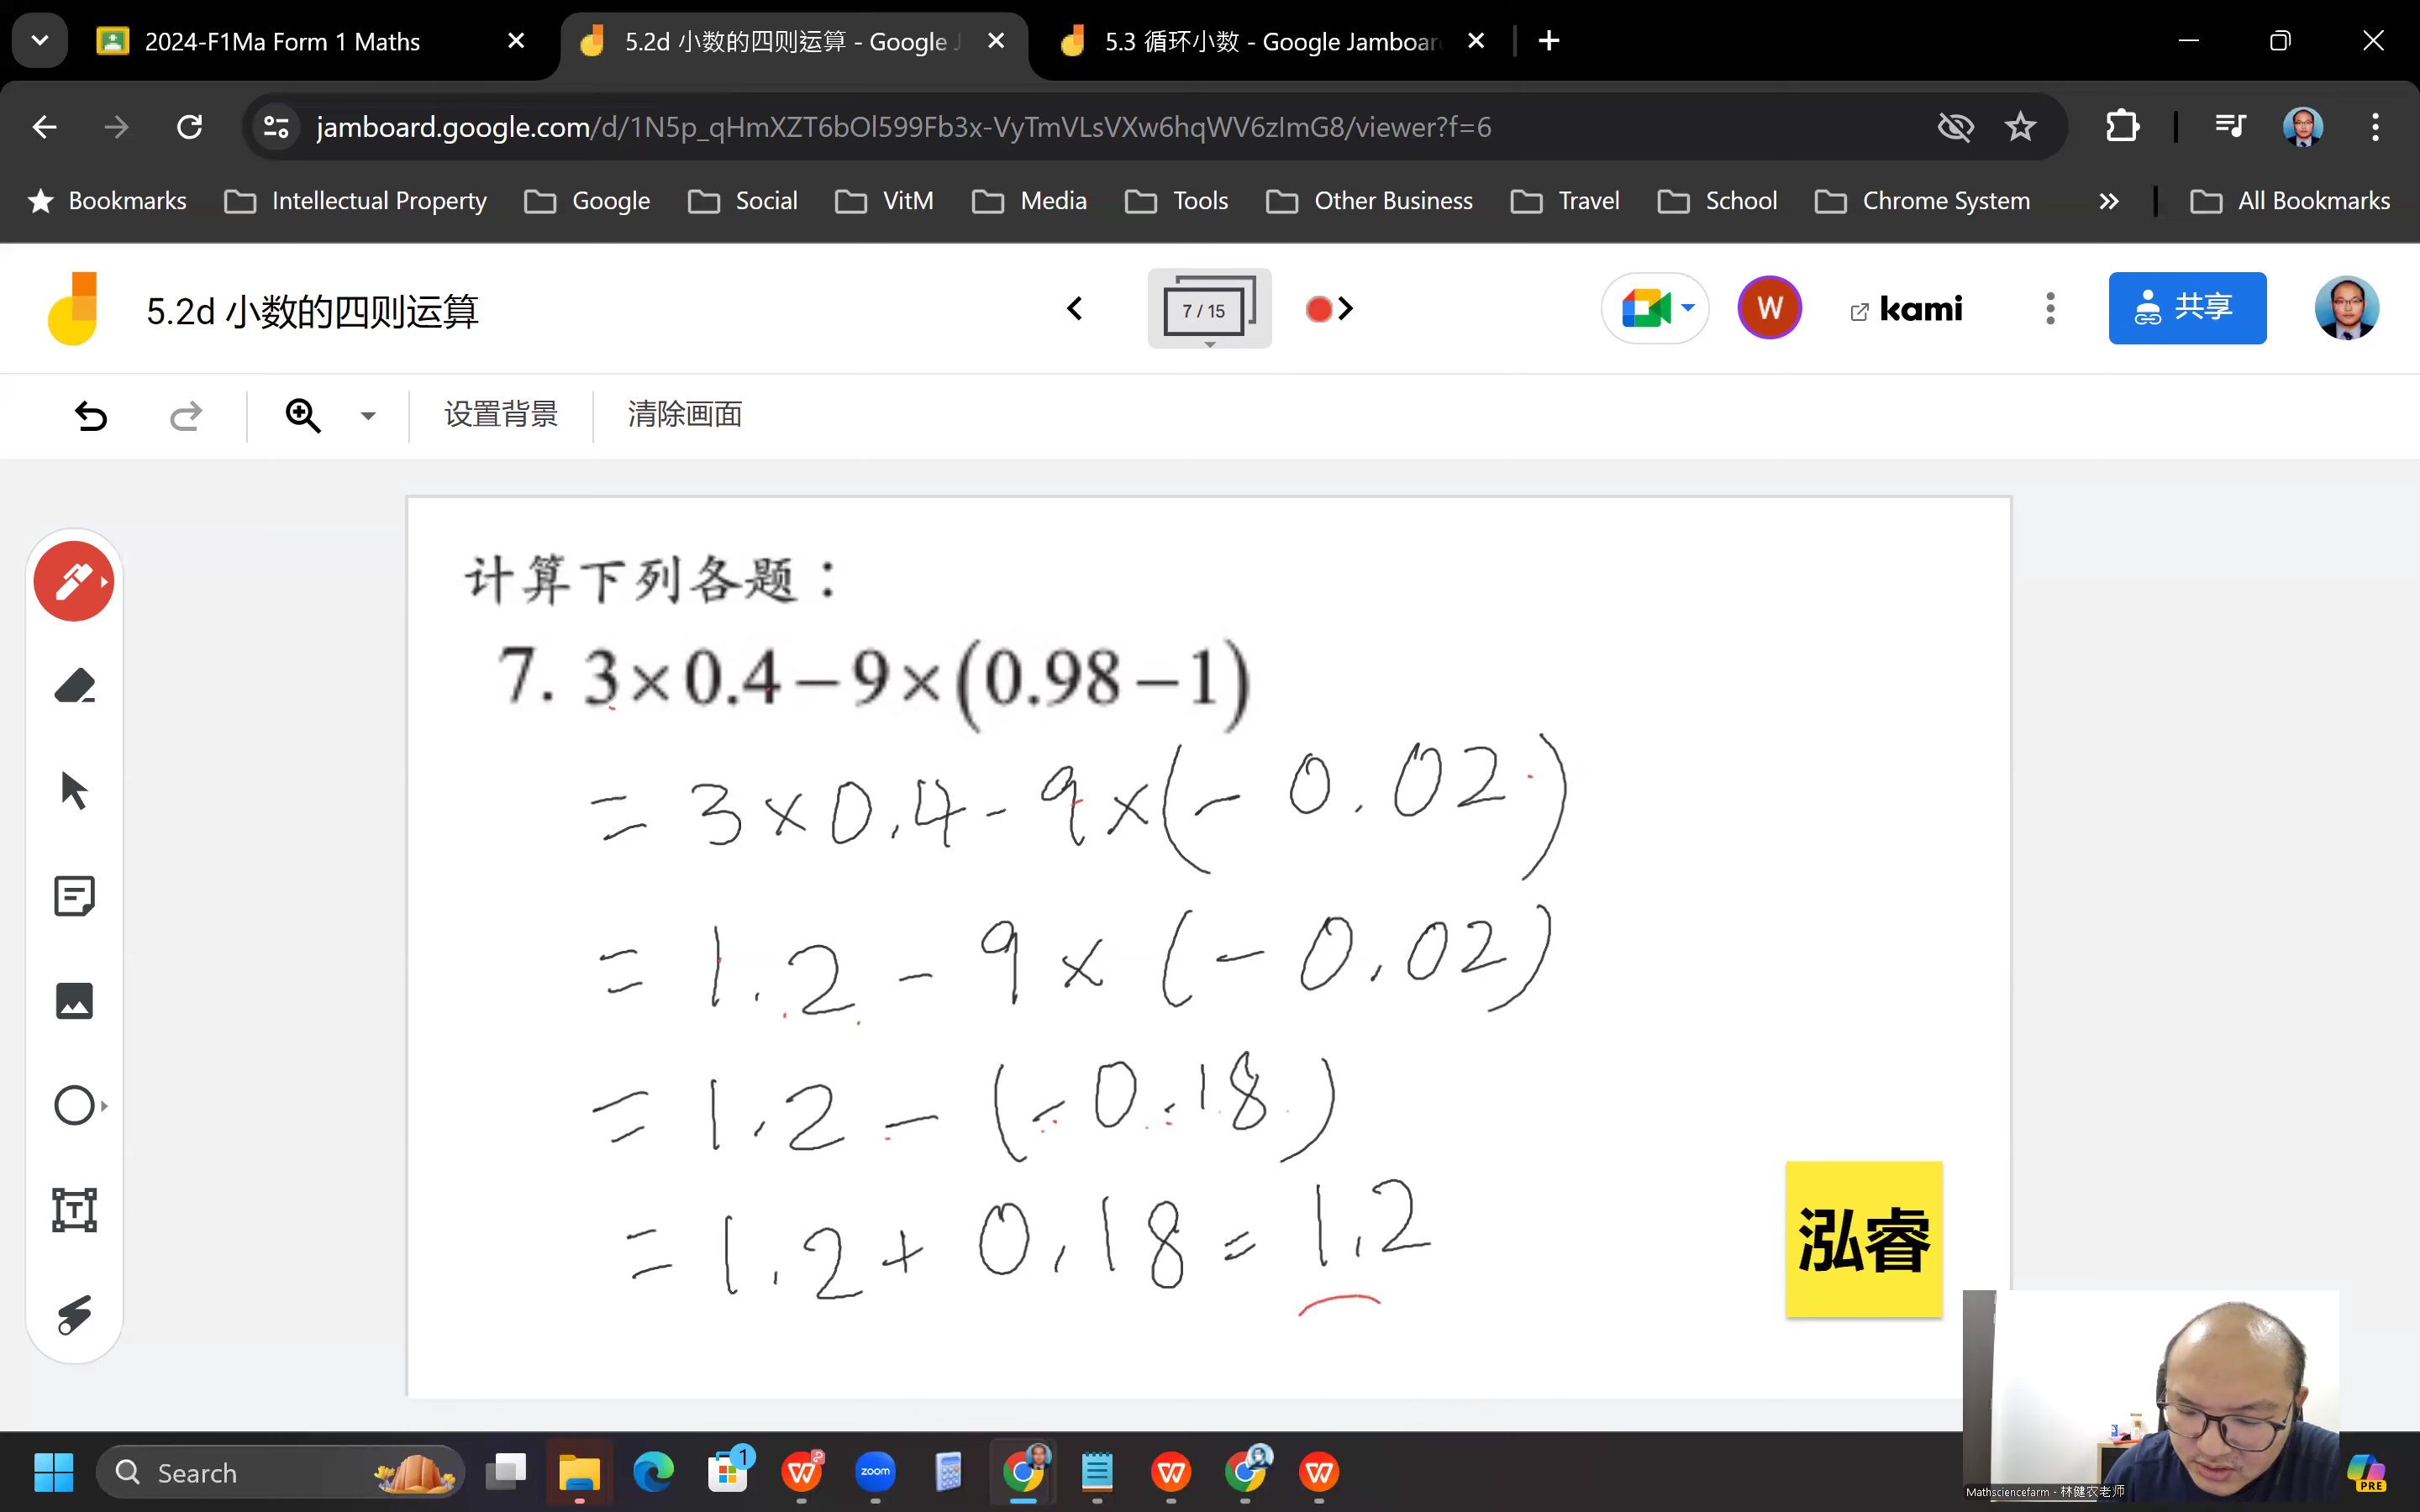 2024-F1Ma Form 1 Maths
5.2d 小数的四则运算 - Google J
5.3 循环小数 - Google Jamboar
jamboard.google.com/d/1N5p_qHmXZT6bOl599Fb3x-VyTmVLsVXw6hqWV6zImG8/viewer?f=6
Bookmarks Intellectual Property Google Social VitM Media Tools Other Business Travel School Chrome System » All Bookmarks
5.2d 小数的四则运算
7 / 15
W
kami
共享
设置背景 清除画面
计算下列各题：
7. 3×0.4−9×(0.98−1)
= 3×0.4-9×(-0.02)
= 1.2-9×(-0.02)
= 1.2-(-0.18)
= 1.2+0.18=1.2
泓睿
Mathsciencefarm - 林健农老师
Search
1
zoom
PRE